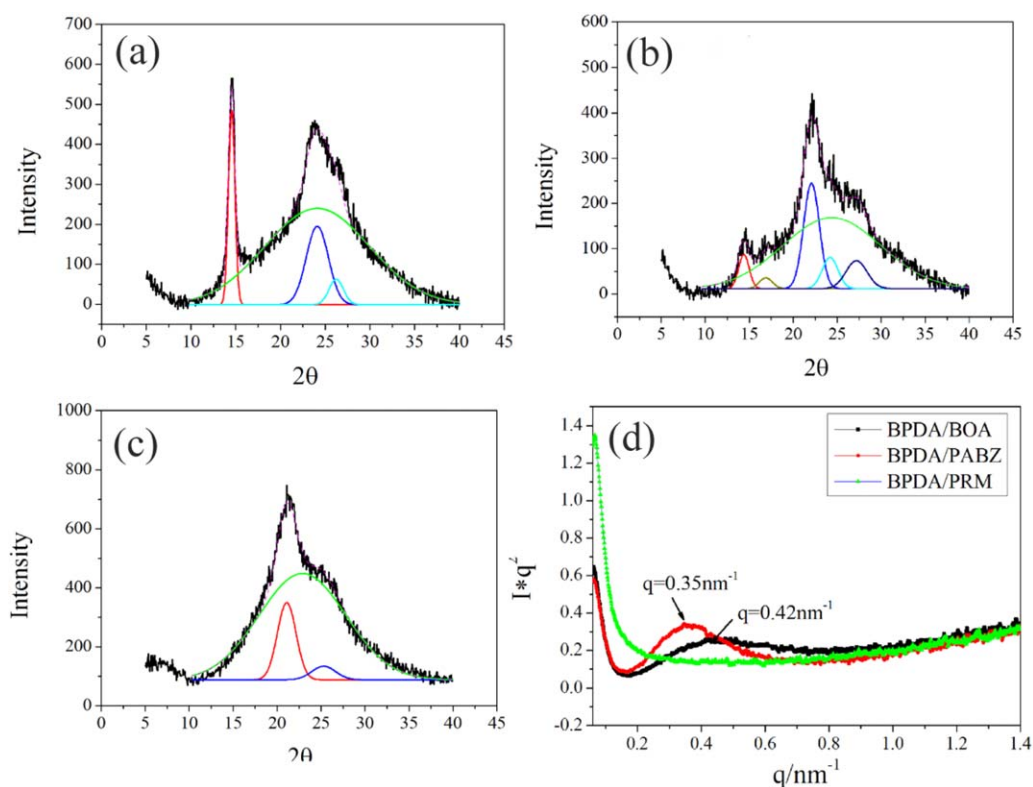 (a)
700
600
500
400
300
200
100
0
Intensity
0 5 10 15 20 25 30 35 40 45
2θ
(b)
600
500
400
300
200
100
0
Intensity
0 5 10 15 20 25 30 35 40 45
2θ
(c)
1000
800
600
400
200
0
Intensity
0 5 10 15 20 25 30 35 40 45
2θ
(d)
1.4
1.2
1.0
0.8
0.6
0.4
0.2
0.0
-0.2
BPDA/BOA
BPDA/PABZ
BPDA/PRM
q=0.35nm⁻¹
q=0.42nm⁻¹
0.2 0.4 0.6 0.8 1.0 1.2 1.4
q/nm⁻¹